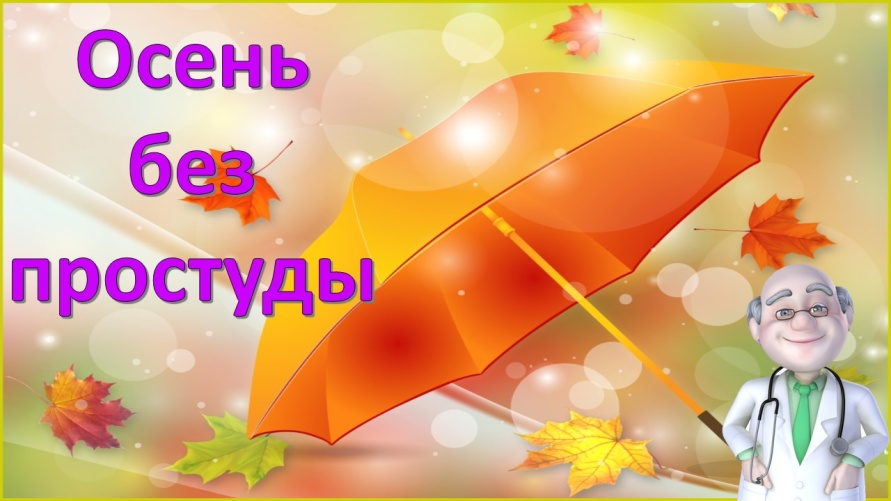 Осень
без
простуды